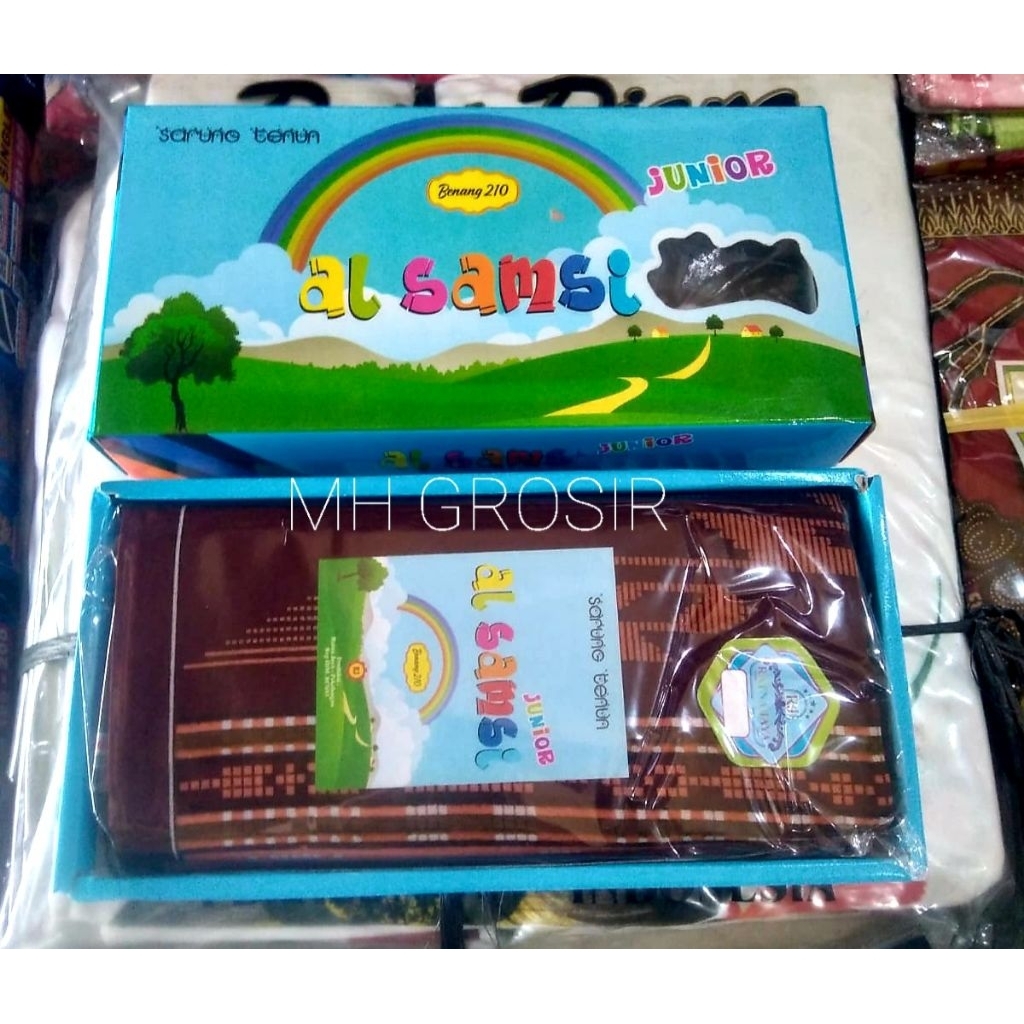 sarung tenun
Benang 210
JUNIOR
al samsi
al samsi JUNIOR
MH GROSIR
sarung tenun
al samsi
JUNIOR
Benang 210
INDONESIA